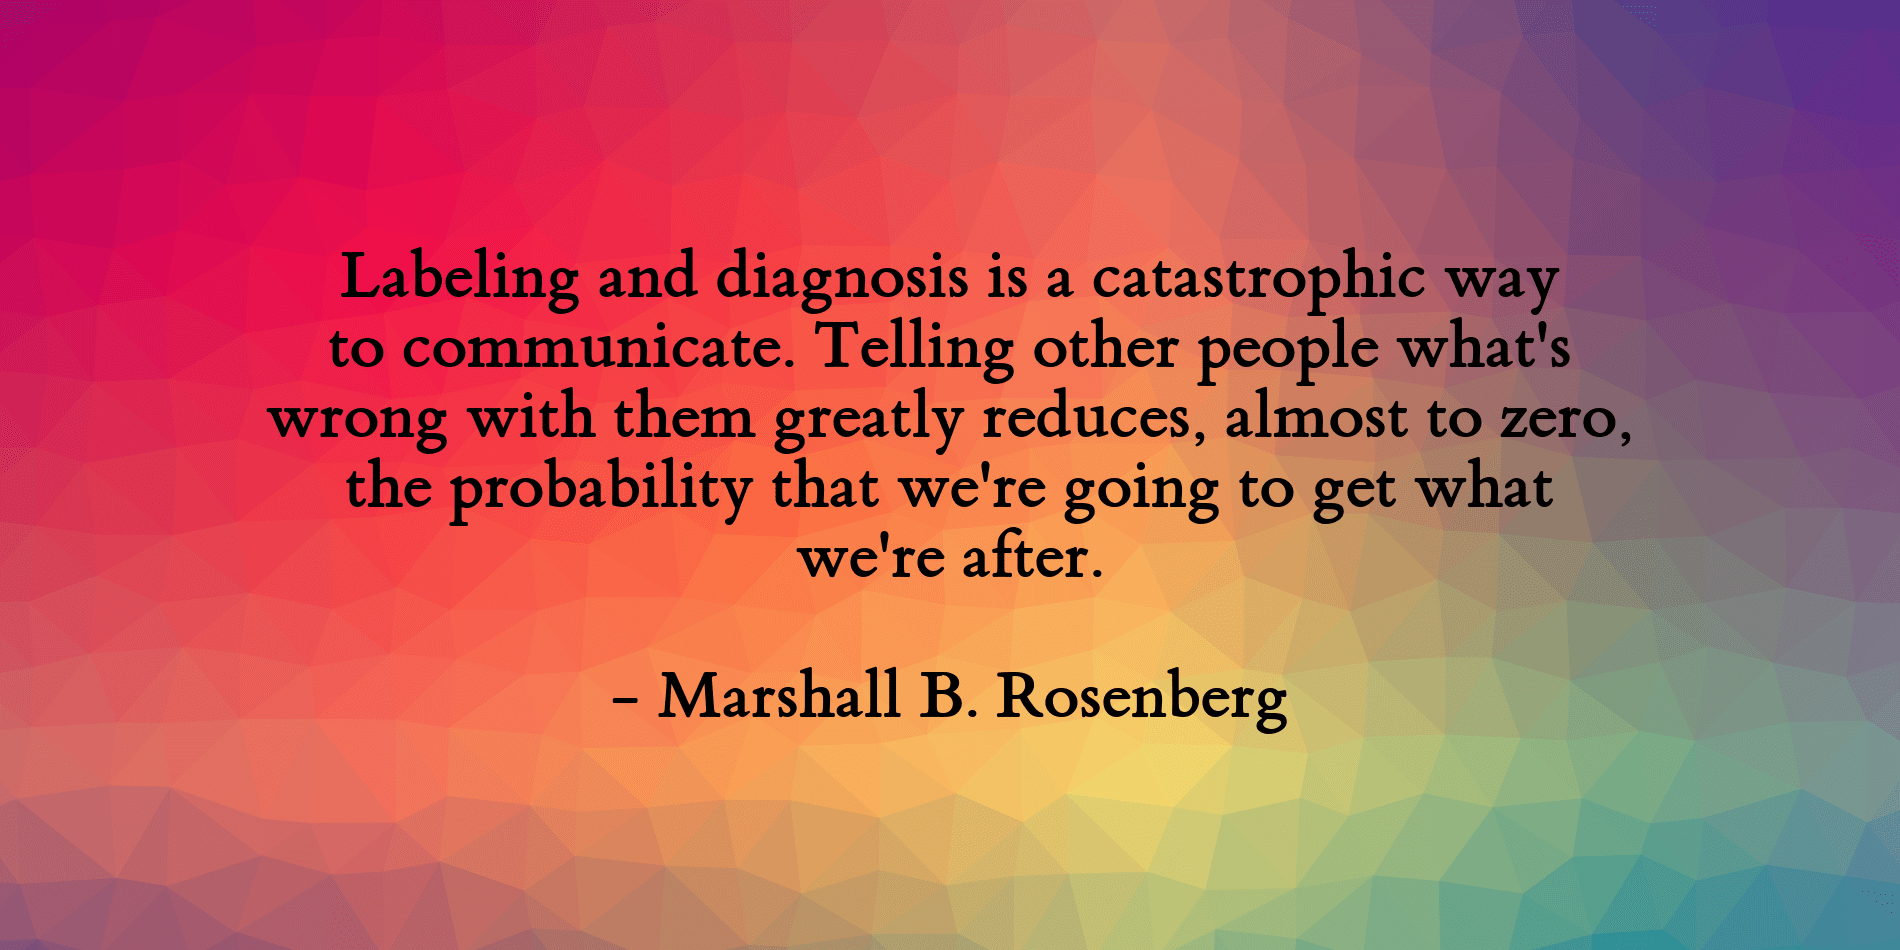 Labeling and diagnosis is a catastrophic way
to communicate. Telling other people what's
wrong with them greatly reduces, almost to zero,
the probability that we're going to get what
we're after.
– Marshall B. Rosenberg